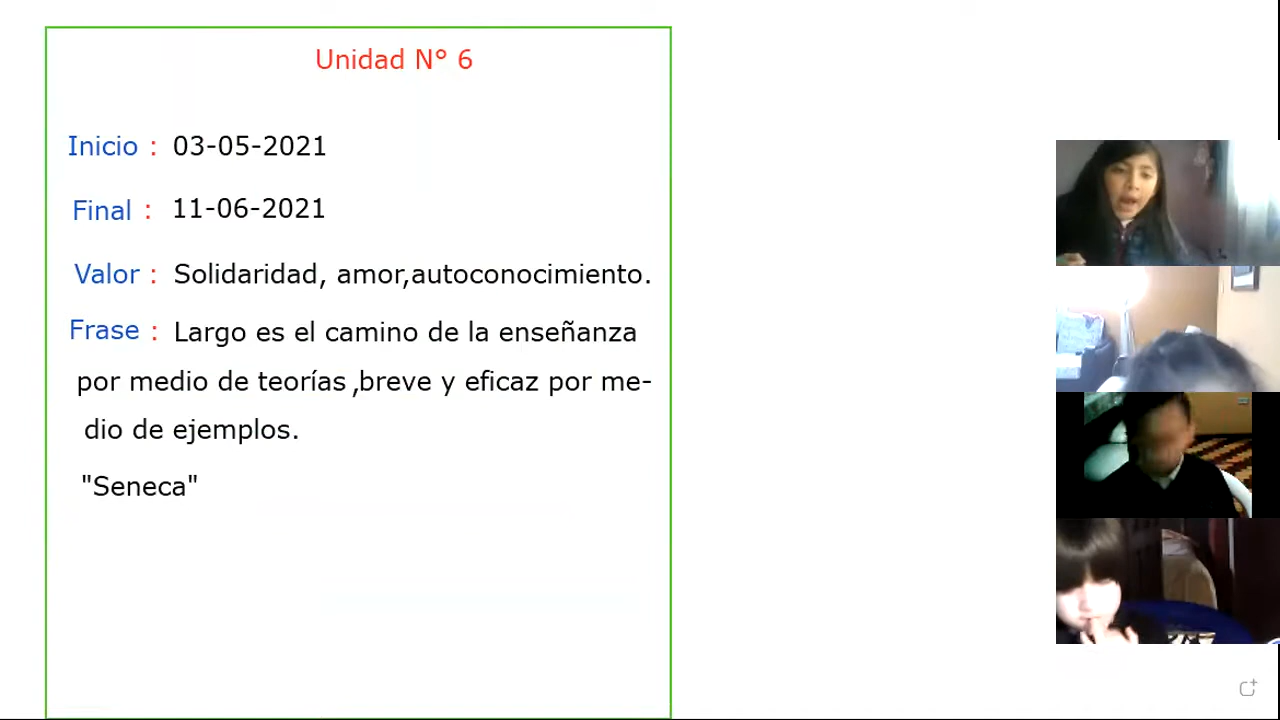 Unidad N° 6
Inicio : 03-05-2021
Final : 11-06-2021
Valor : Solidaridad, amor,autoconocimiento.
Frase : Largo es el camino de la enseñanza
por medio de teorías ,breve y eficaz por me-
dio de ejemplos.
"Seneca"